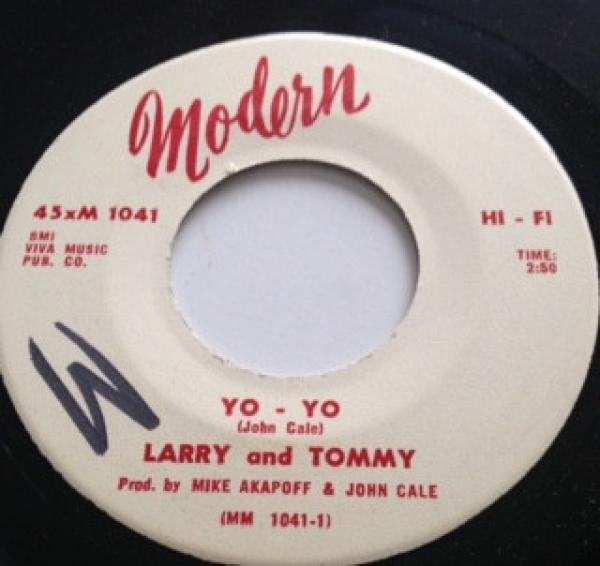 Modern
45xM 1041
BMI
VIVA MUSIC
PUB. CO.
HI - FI
TIME:
2:50
W
YO - YO
(John Cale)
LARRY and TOMMY
Prod. by MIKE AKAPOFF & JOHN CALE
(MM 1041-1)